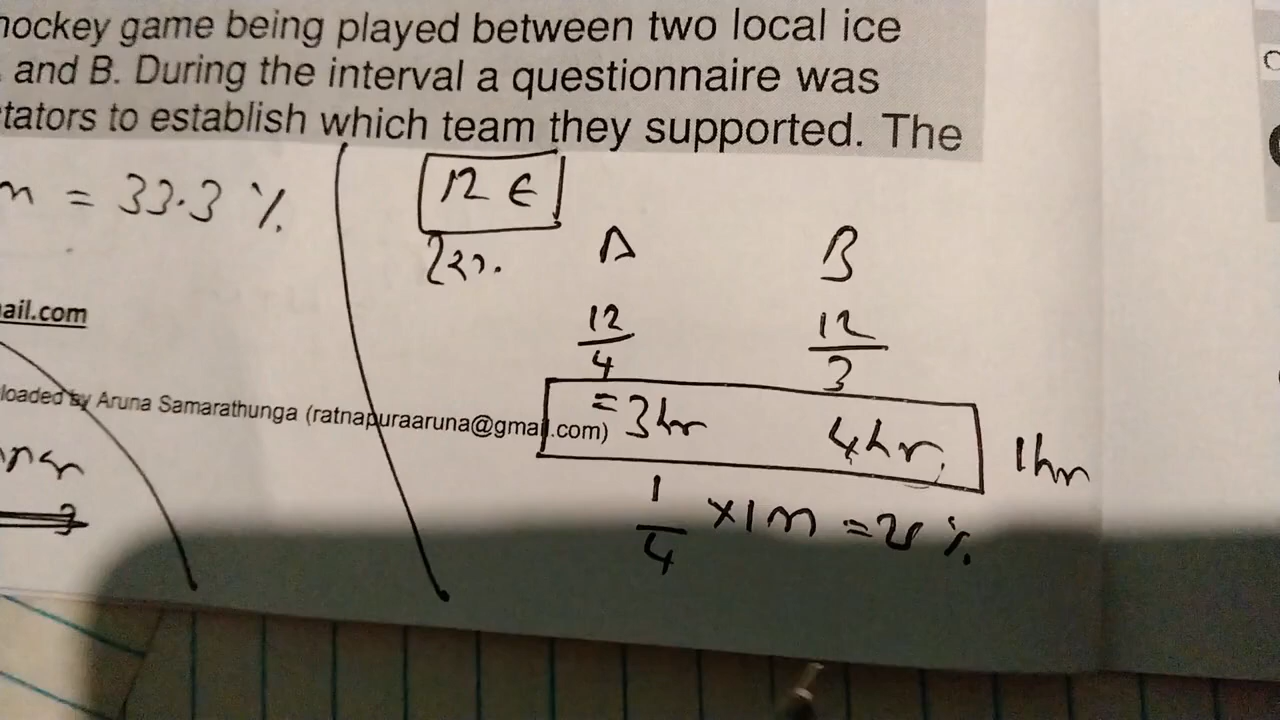 hockey game being played between two local ice
and B. During the interval a questionnaire was
tators to establish which team they supported. The
= 33.3 %
12 €
A B
12 12
4 3
ail.com
loaded by Aruna Samarathunga (ratnapuraaruna@gmail.com)
= 3hr 4hr. 1hr
1
4